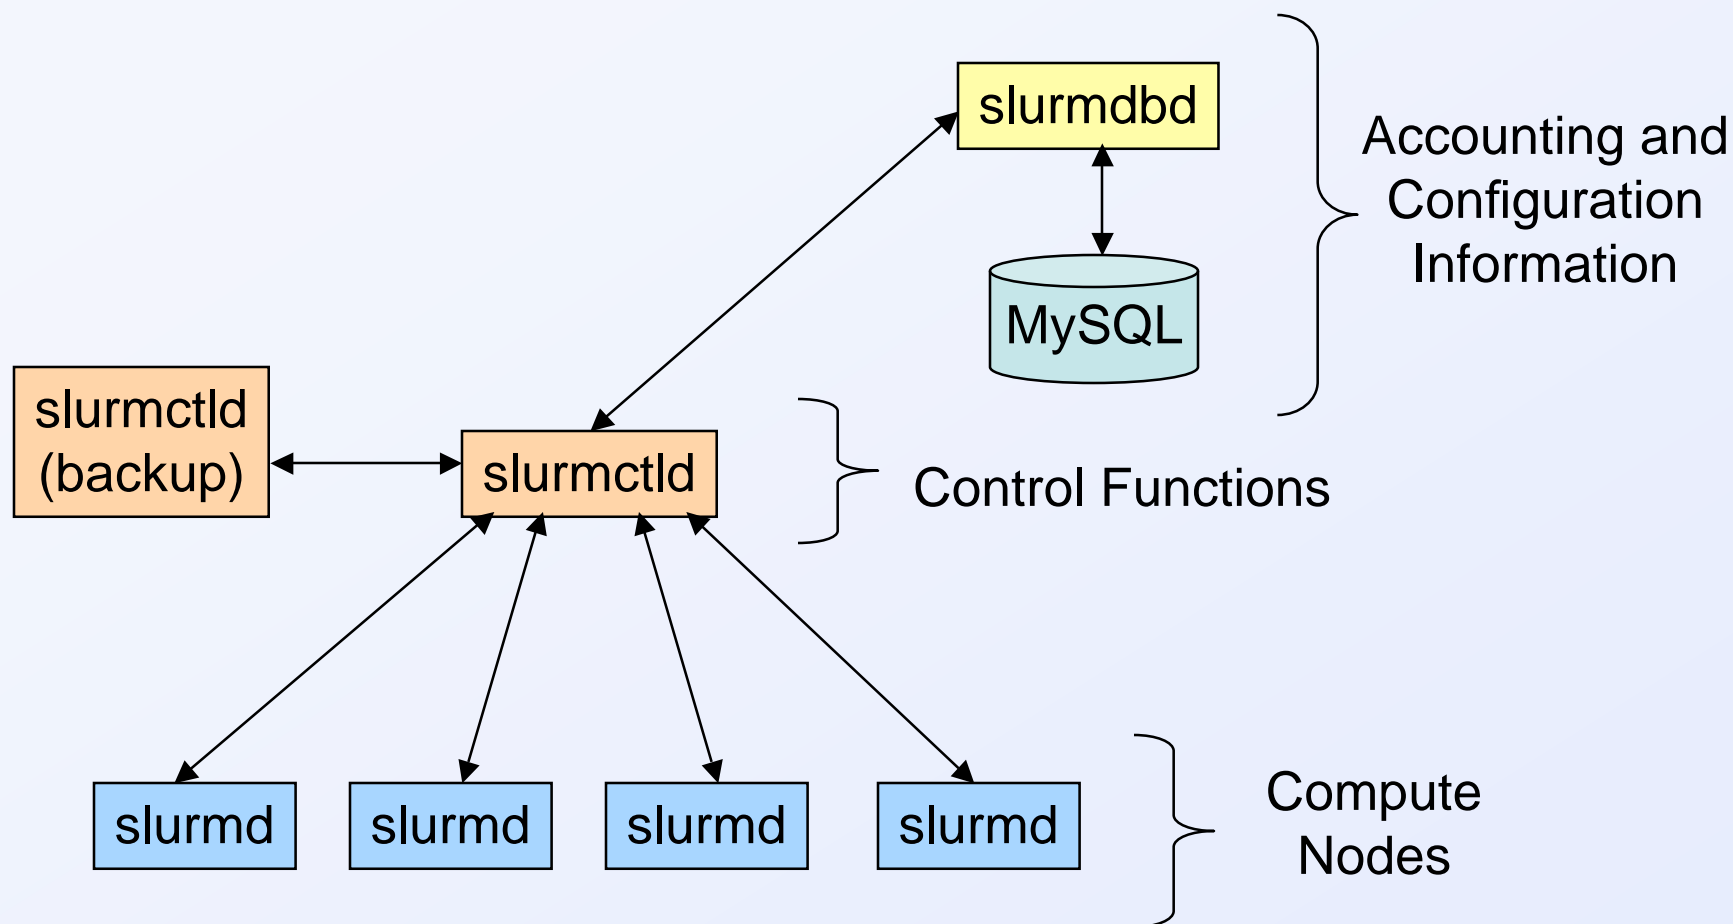 slurmdbd
Accounting and
Configuration
Information
MySQL
slurmctld
(backup)
slurmctld
Control Functions
slurmd
slurmd
slurmd
slurmd
Compute
Nodes